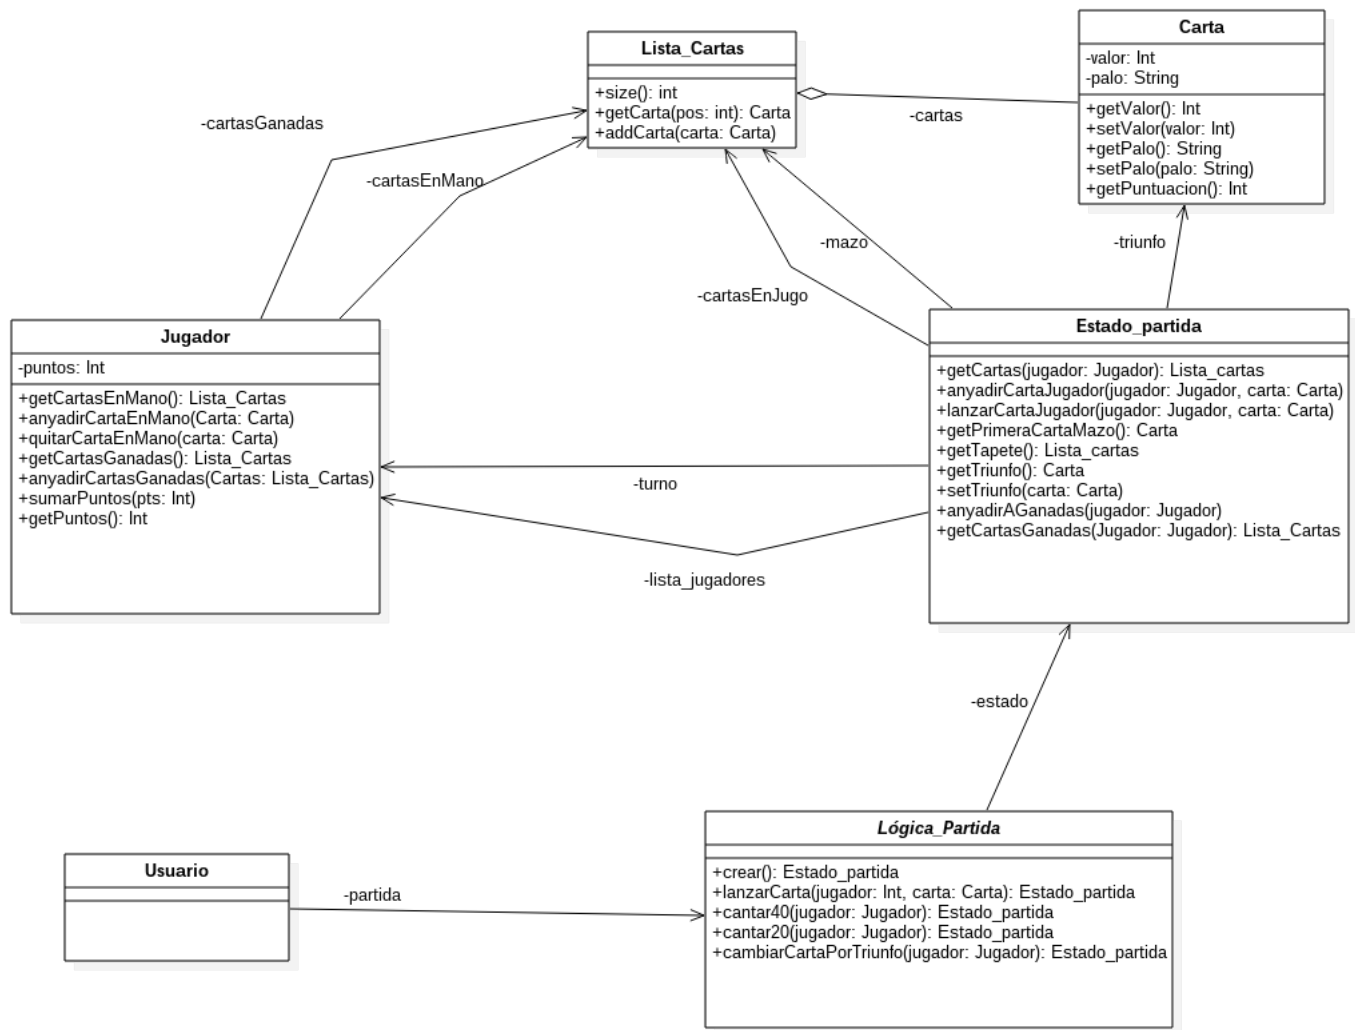 Lista_Cartas
+size(): int
+getCarta(pos: int): Carta
+addCarta(carta: Carta)
Carta
-valor: Int
-palo: String
+getValor(): Int
+setValor(valor: Int)
+getPalo(): String
+setPalo(palo: String)
+getPuntuacion(): Int
-cartas
-cartasGanadas
-cartasEnMano
-mazo
-triunfo
-cartasEnJugo
Jugador
-puntos: Int
+getCartasEnMano(): Lista_Cartas
+anyadirCartaEnMano(Carta: Carta)
+quitarCartaEnMano(carta: Carta)
+getCartasGanadas(): Lista_Cartas
+anyadirCartasGanadas(Cartas: Lista_Cartas)
+sumarPuntos(pts: Int)
+getPuntos(): Int
Estado_partida
+getCartas(jugador: Jugador): Lista_cartas
+anyadirCartaJugador(jugador: Jugador, carta: Carta)
+lanzarCartaJugador(jugador: Jugador, carta: Carta)
+getPrimeraCartaMazo(): Carta
+getTapete(): Lista_cartas
+getTriunfo(): Carta
+setTriunfo(carta: Carta)
+anyadirAGanadas(jugador: Jugador)
+getCartasGanadas(Jugador: Jugador): Lista_Cartas
-turno
-lista_jugadores
-estado
Usuario
-partida
Lógica_Partida
+crear(): Estado_partida
+lanzarCarta(jugador: Int, carta: Carta): Estado_partida
+cantar40(jugador: Jugador): Estado_partida
+cantar20(jugador: Jugador): Estado_partida
+cambiarCartaPorTriunfo(jugador: Jugador): Estado_partida